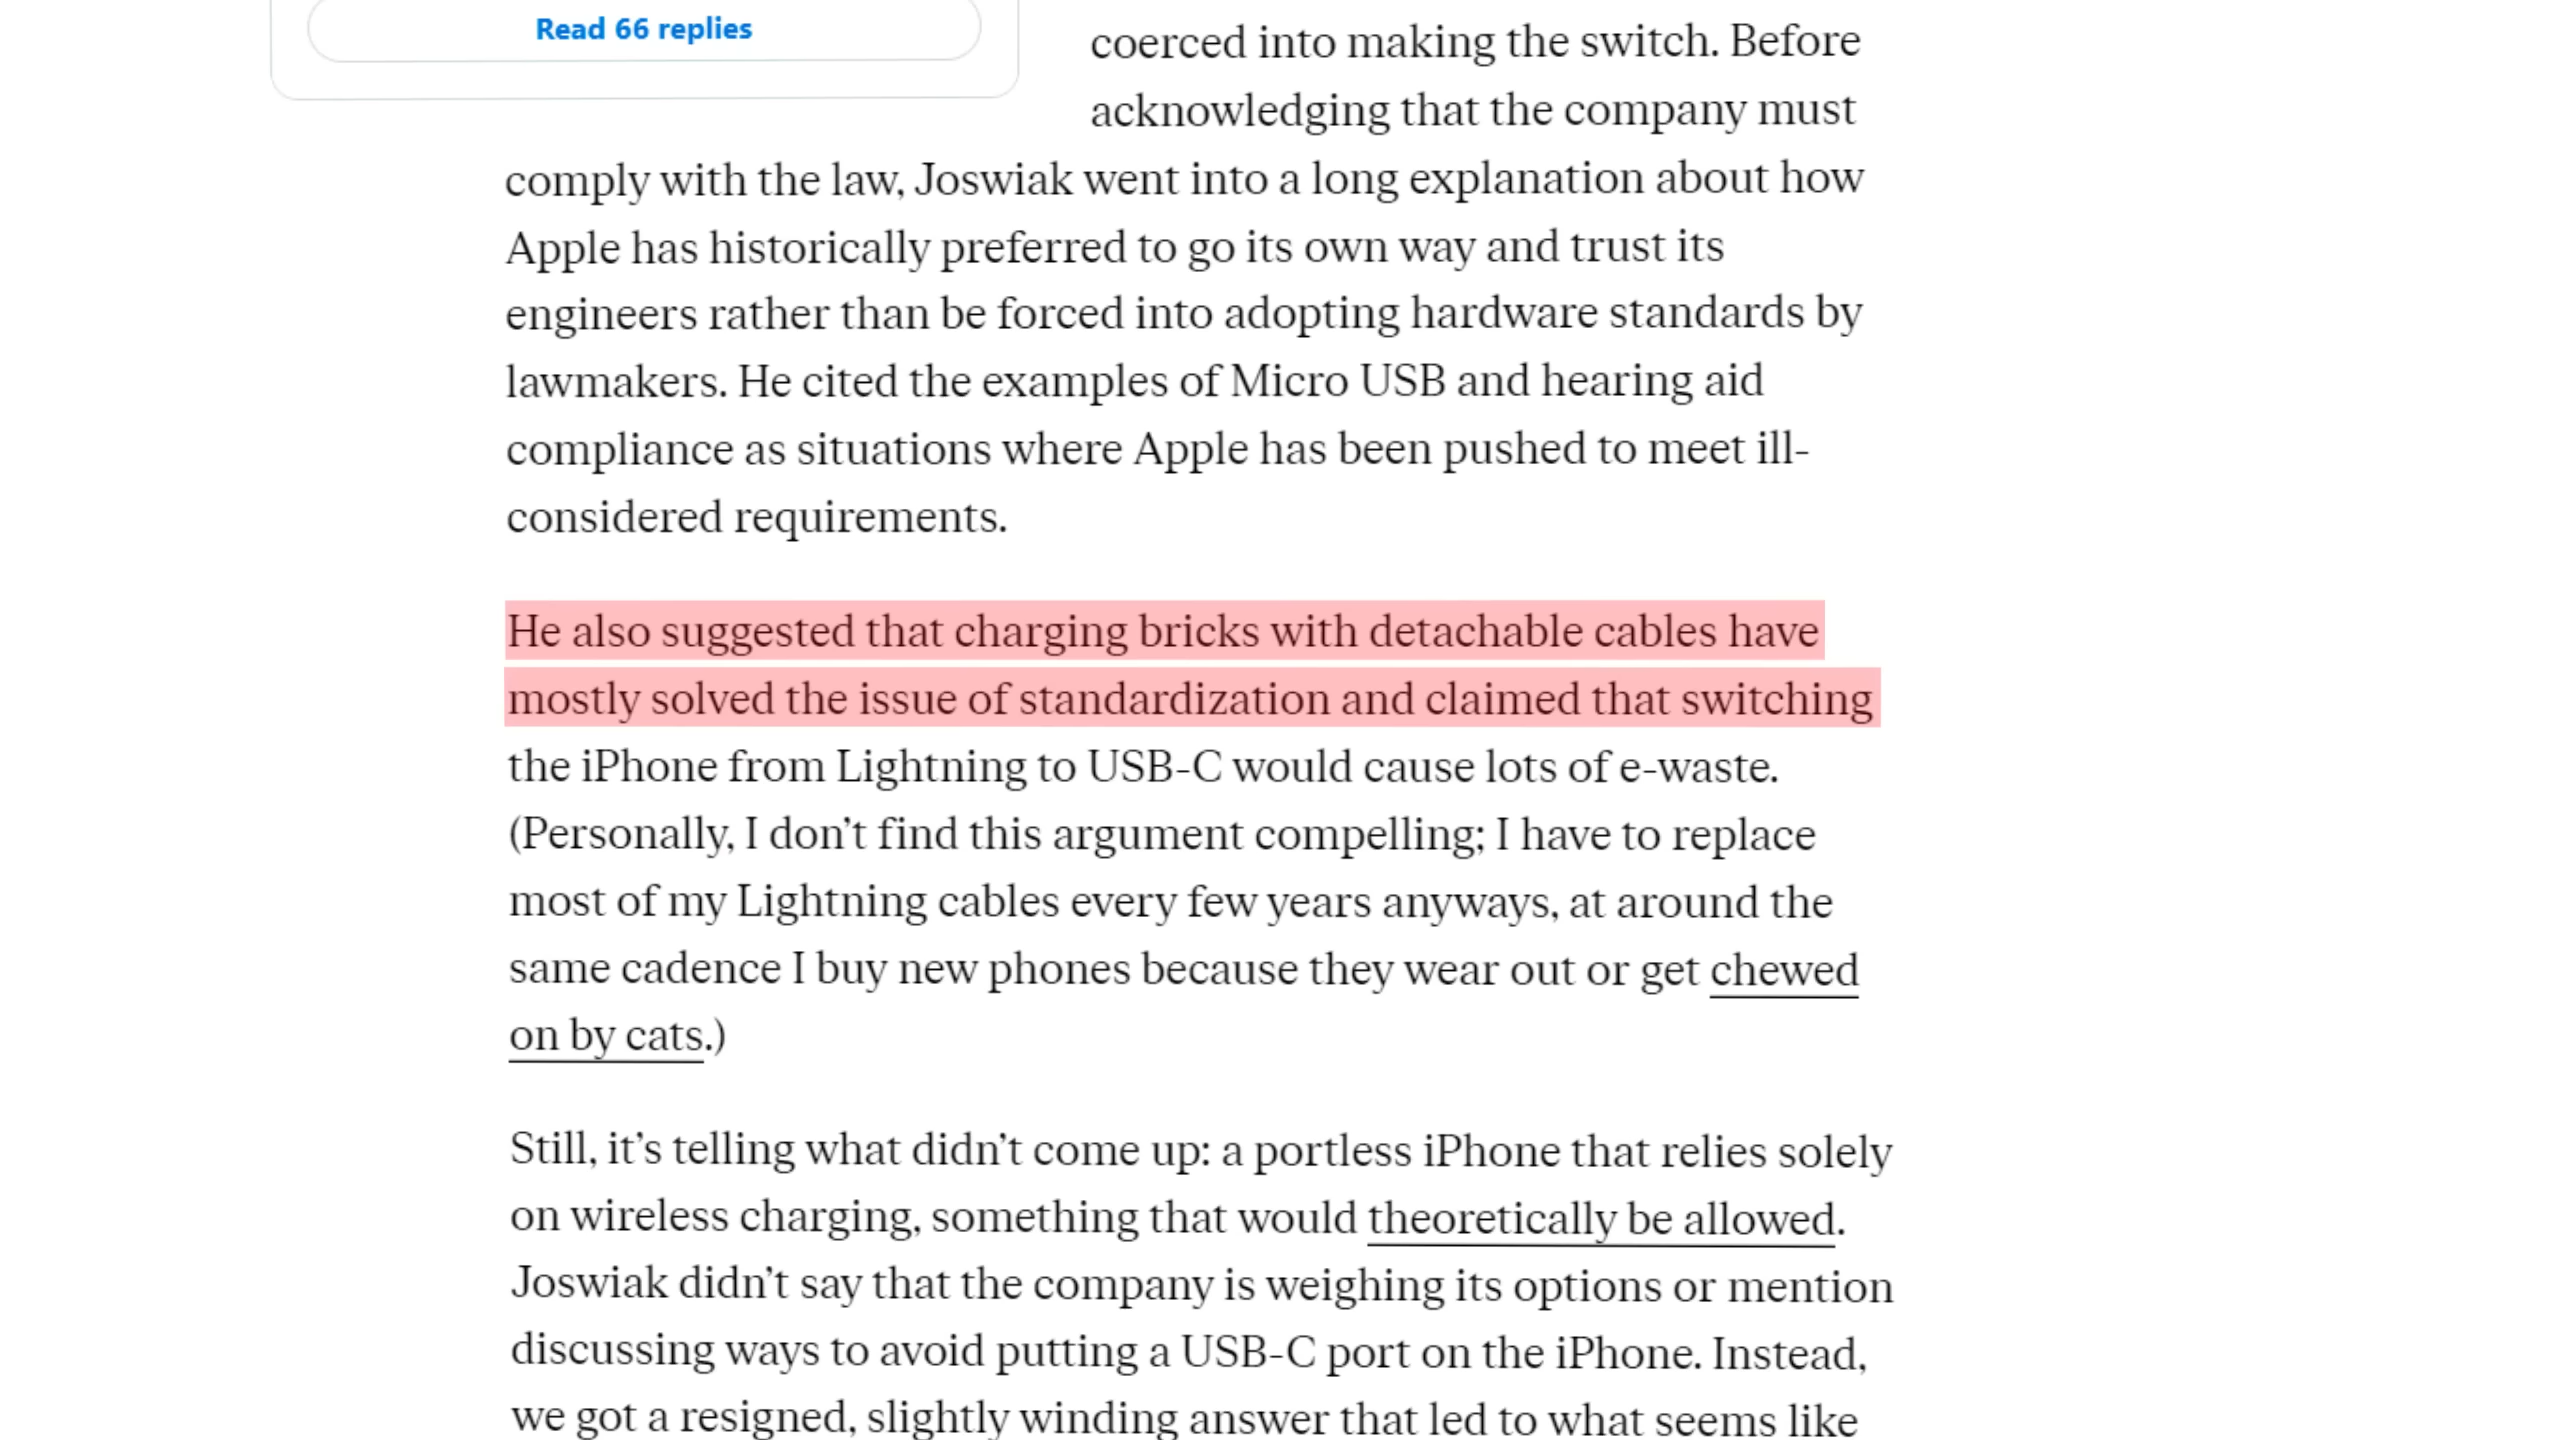 Read 66 replies
coerced into making the switch. Before
acknowledging that the company must
comply with the law, Joswiak went into a long explanation about how
Apple has historically preferred to go its own way and trust its
engineers rather than be forced into adopting hardware standards by
lawmakers. He cited the examples of Micro USB and hearing aid
compliance as situations where Apple has been pushed to meet ill-
considered requirements.
He also suggested that charging bricks with detachable cables have
mostly solved the issue of standardization and claimed that switching
the iPhone from Lightning to USB-C would cause lots of e-waste.
(Personally, I don’t find this argument compelling; I have to replace
most of my Lightning cables every few years anyways, at around the
same cadence I buy new phones because they wear out or get chewed
on by cats.)
Still, it’s telling what didn’t come up: a portless iPhone that relies solely
on wireless charging, something that would theoretically be allowed.
Joswiak didn’t say that the company is weighing its options or mention
discussing ways to avoid putting a USB-C port on the iPhone. Instead,
we got a resigned, slightly winding answer that led to what seems like